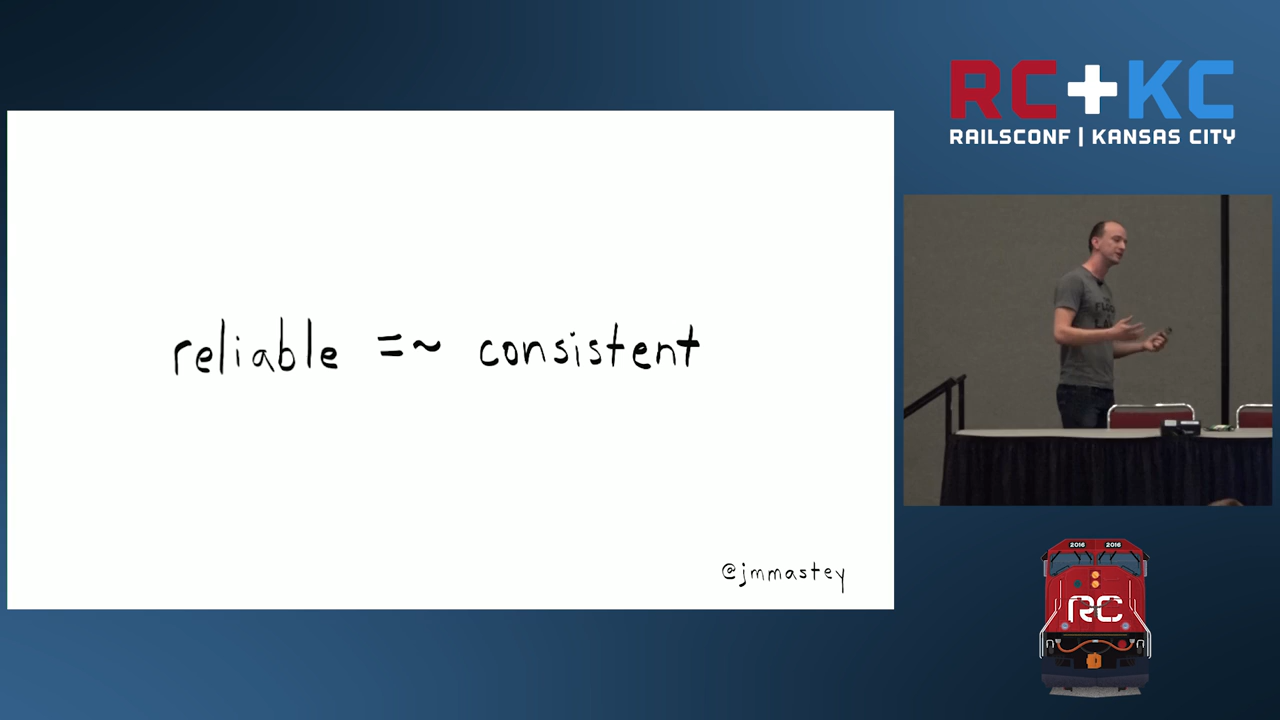 reliable =~ consistent
@jmmastey
RC+KC
RAILSCONF | KANSAS CITY
2016 2016
RC